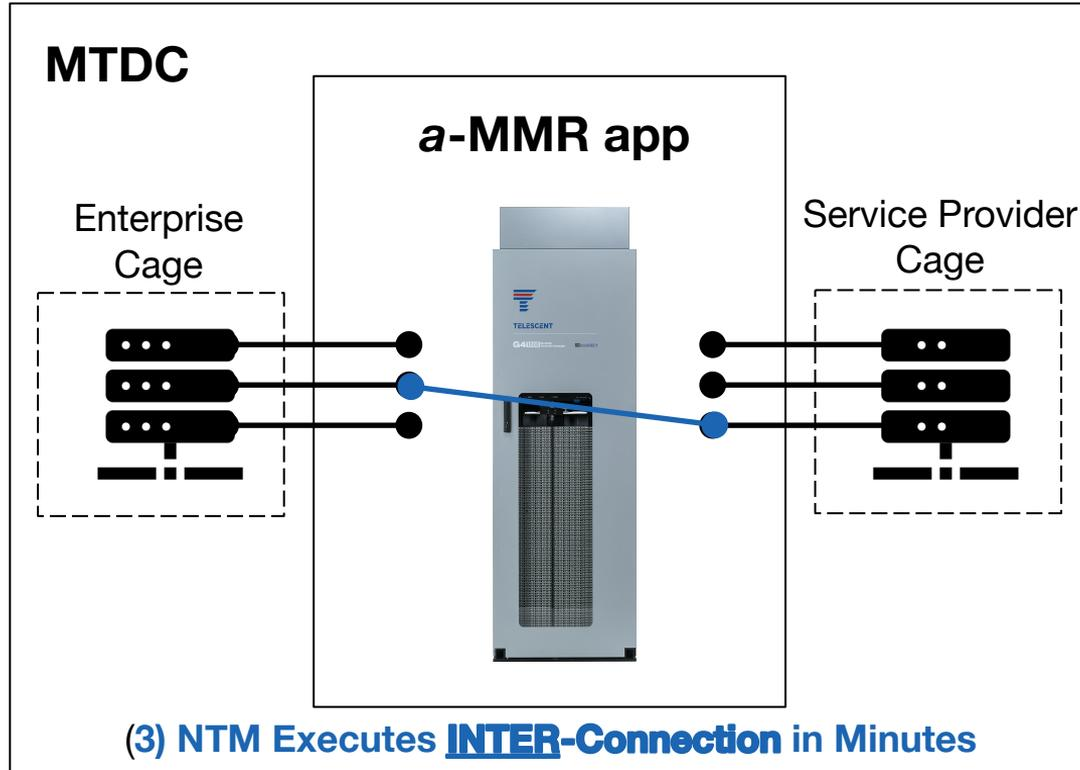 MTDC
a-MMR app
Enterprise
Cage
Service Provider
Cage
TELESCENT
(3) NTM Executes INTER-Connection in Minutes